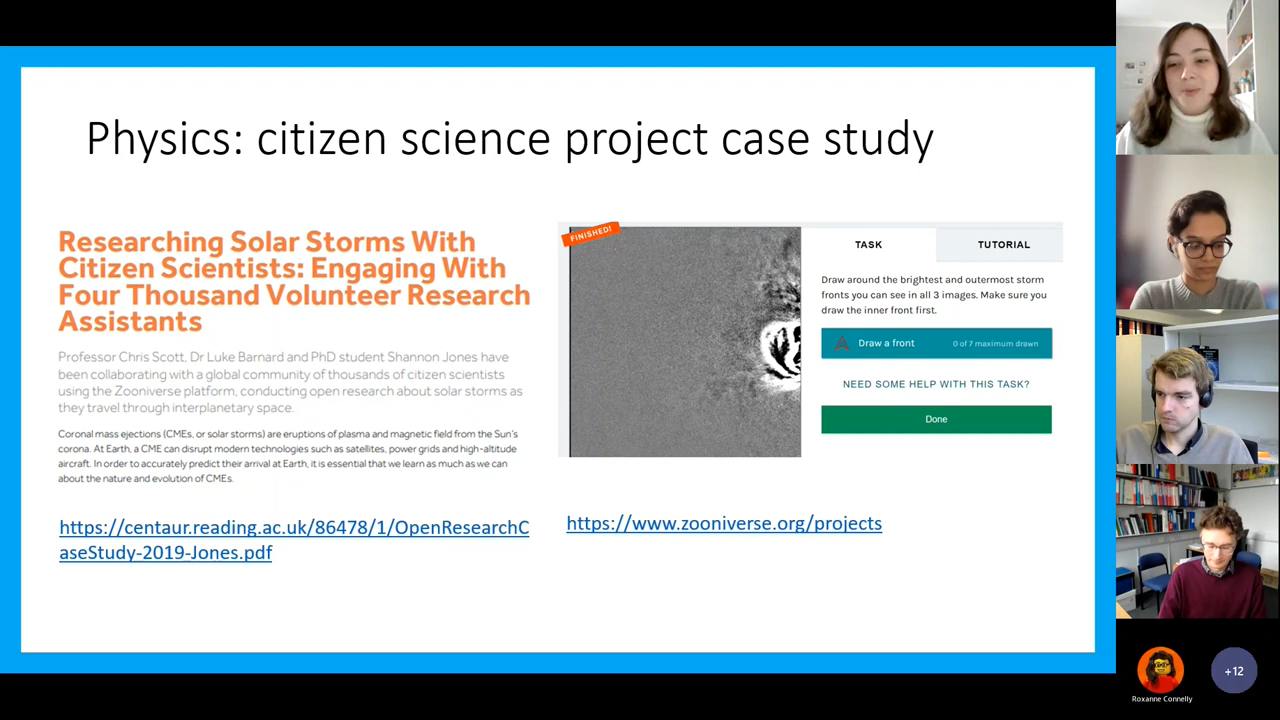 Physics: citizen science project case study
Researching Solar Storms With
Citizen Scientists: Engaging With
Four Thousand Volunteer Research
Assistants
Professor Chris Scott, Dr Luke Barnard and PhD student Shannon Jones have
been collaborating with a global community of thousands of citizen scientists
using the Zooniverse platform, conducting open research about solar storms as
they travel through interplanetary space.
Coronal mass ejections (CMEs, or solar storms) are eruptions of plasma and magnetic field from the Sun's
corona. At Earth, a CME can disrupt modern technologies such as satellites, power grids and high-altitude
aircraft. In order to accurately predict their arrival at Earth, it is essential that we learn as much as we can
about the nature and evolution of CMEs.
https://centaur.reading.ac.uk/86478/1/OpenResearchC
aseStudy-2019-Jones.pdf
FINISHED!
TASK
TUTORIAL
Draw around the brightest and outermost storm
fronts you can see in all 3 images. Make sure you
draw the inner front first.
Draw a front
0 of 7 maximum drawn
NEED SOME HELP WITH THIS TASK?
Done
https://www.zooniverse.org/projects
Roxanne Connelly
+12